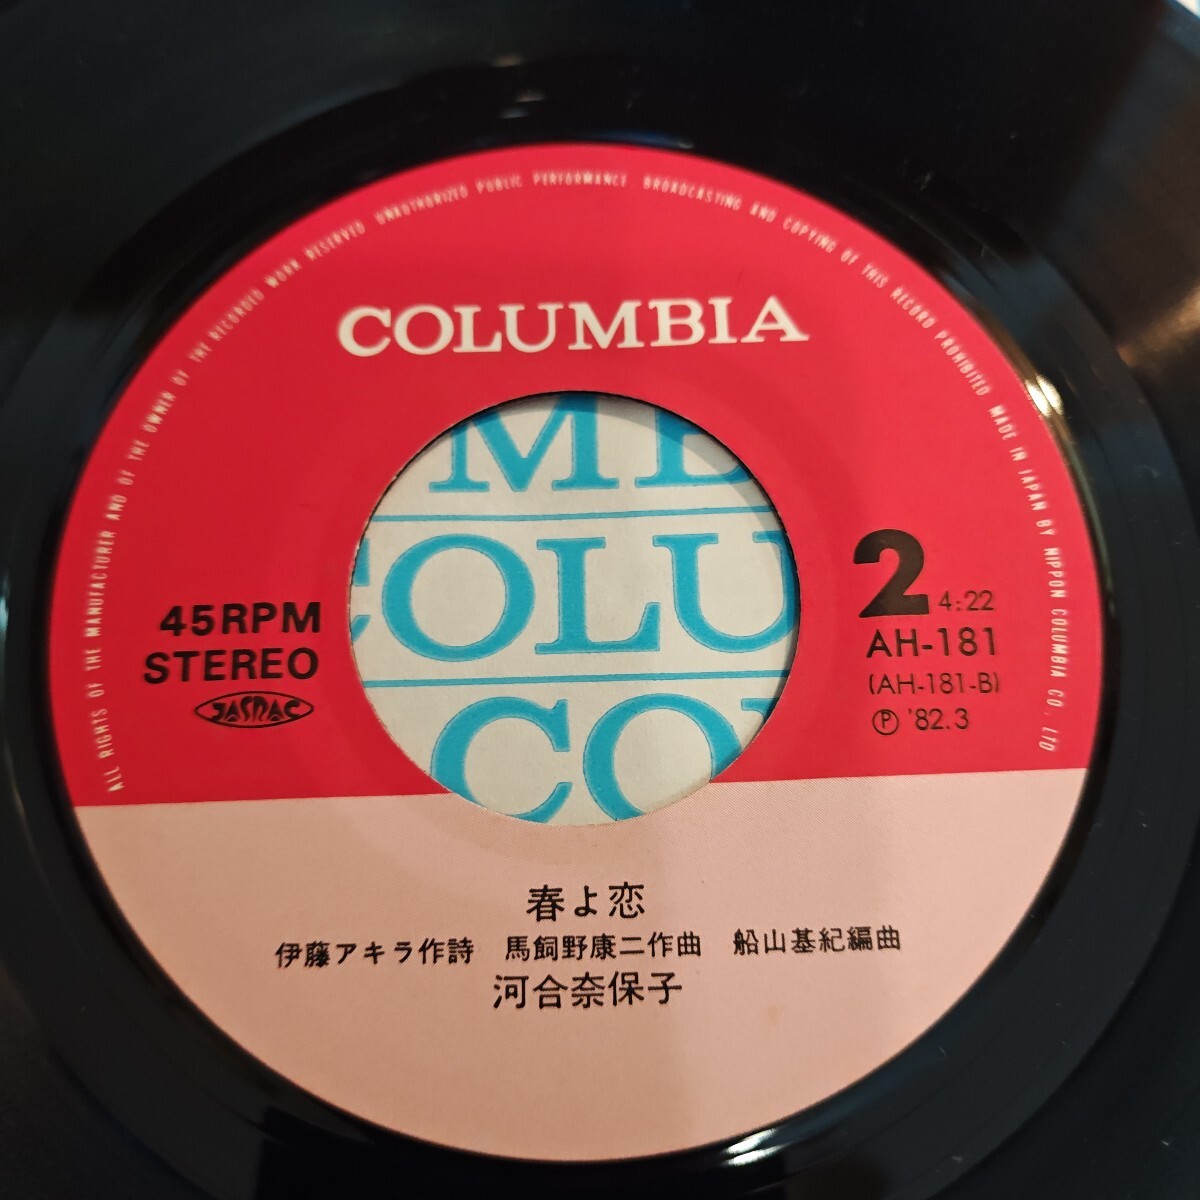 ALL RIGHTS OF THE MANUFACTURER AND OF THE OWNER OF THE RECORDED WORK RESERVED. UNAUTHORIZED PUBLIC PERFORMANCE. BROADCASTING AND COPYING OF THIS RECORD PROHIBITED MADE IN JAPAN BY NIPPON COLUMBIA CO., LTD
COLUMBIA
MB
COLU
CO
45RPM
STEREO
JASRAC
2 4:22
AH-181
(AH-181-B)
Ⓟ '82.3
春よ恋
伊藤アキラ作詩 馬飼野康二作曲 船山基紀編曲
河合奈保子